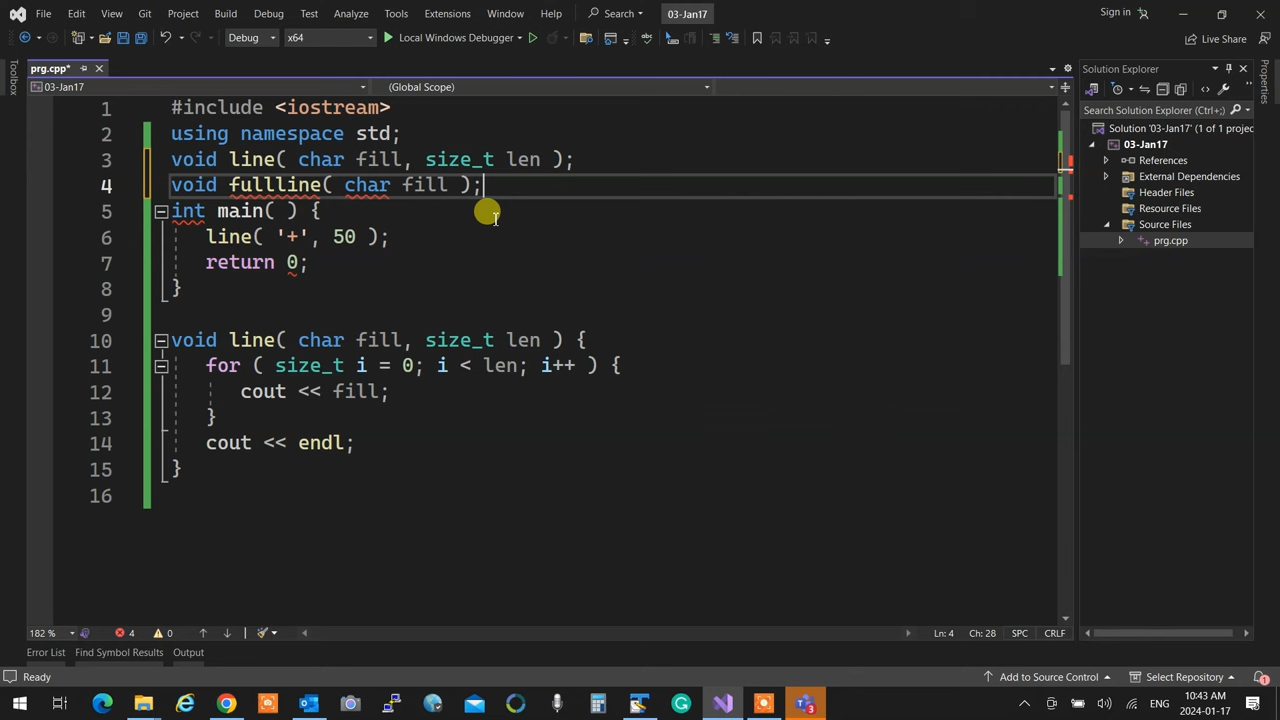 File Edit View Git Project Build Debug Test Analyze Tools Extensions Window Help Search 03-Jan17 Sign in
Debug x64 Local Windows Debugger Live Share
Toolbox
prg.cpp*
03-Jan17 (Global Scope)
1 #include <iostream>
2 using namespace std;
3 void line( char fill, size_t len );
4 void fullline( char fill );
5 int main( ) {
6 line( '+', 50 );
7 return 0;
8 }
9
10 void line( char fill, size_t len ) {
11 for ( size_t i = 0; i < len; i++ ) {
12 cout << fill;
13 }
14 cout << endl;
15 }
16
Solution Explorer
Search Solution Explorer (Ctrl+;)
Solution '03-Jan17' (1 of 1 projec
03-Jan17
References
External Dependencies
Header Files
Resource Files
Source Files
prg.cpp
Properties
182 % 4 0 Ln: 4 Ch: 28 SPC CRLF
Error List Find Symbol Results Output
Ready Add to Source Control Select Repository 1
3 ENG 10:43 AM
2024-01-17